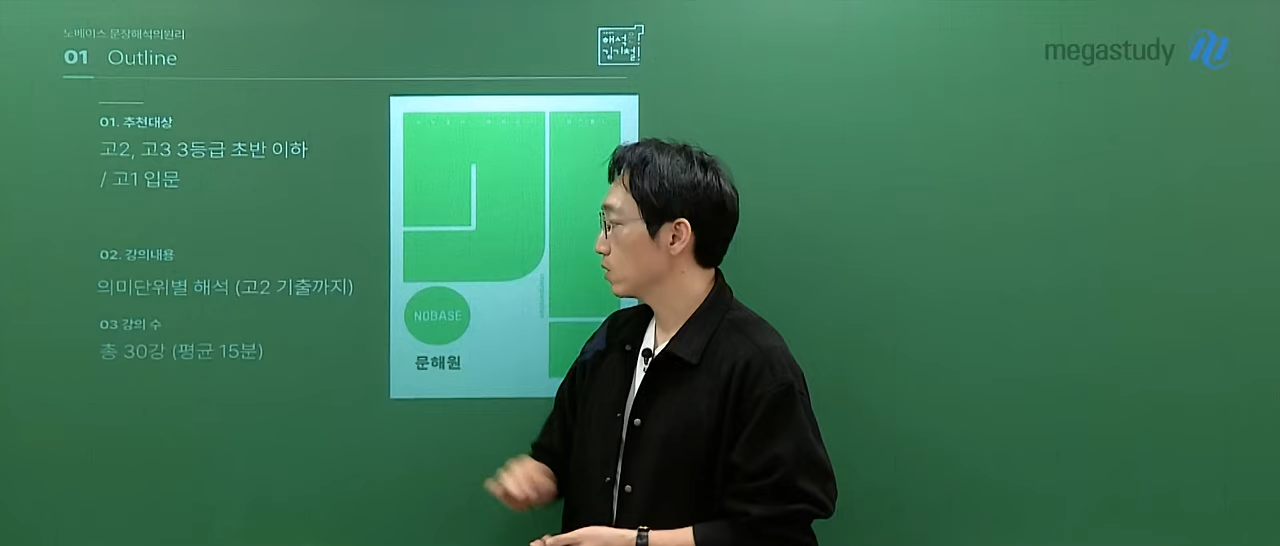 노베이스 문장해석의원리
01 Outline
해석은!
김기철
megastudy
01. 추천대상
고2, 고3 3등급 초반 이하
/ 고1 입문
02. 강의내용
의미단위별 해석 (고2 기출까지)
03 강의 수
총 30강 (평균 15분)
NOBASE
문해원